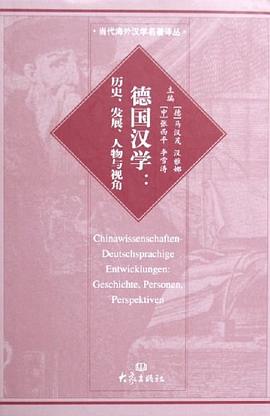 ·当代海外汉学名著译丛·
德国汉学：
历史、发展、人物与视角
主编
[德]马汉茂 汉雅娜
[中]张西平 李雪涛
Chinawissenschaften-
Deutschsprachige
Entwicklungen:
Geschichte, Personen,
Perspektiven
大象出版社